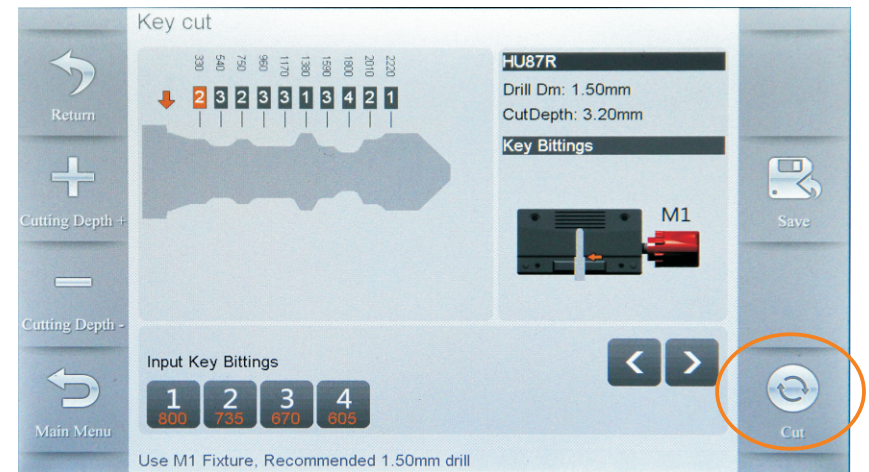 Key cut
Return
Cutting Depth +
Cutting Depth -
Main Menu
330 540 750 960 1170 1380 1590 1800 2010 2220
2 3 2 3 3 1 3 4 2 1
HU87R
Drill Dm: 1.50mm
CutDepth: 3.20mm
Key Bittings
M1
Save
Input Key Bittings
1 2 3 4
800 735 670 605
< >
Cut
Use M1 Fixture, Recommended 1.50mm drill